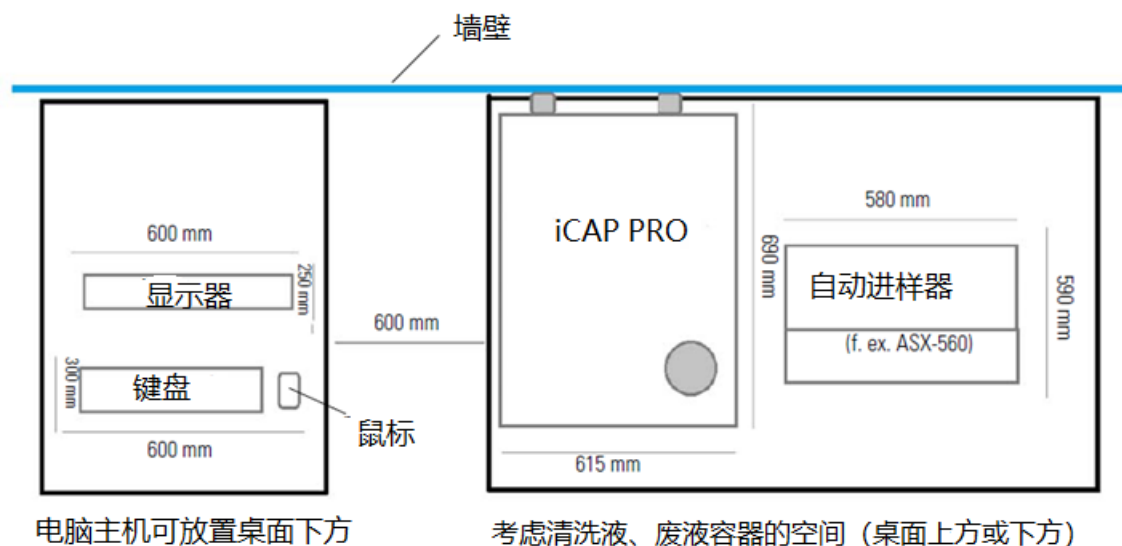 墙壁
580 mm
iCAP PRO
600 mm
690 mm
250 mm
显示器
自动进样器
590 mm
600 mm
(f. ex. ASX-560)
300 mm
键盘
鼠标
600 mm
615 mm
电脑主机可放置桌面下方
考虑清洗液、废液容器的空间（桌面上方或下方）